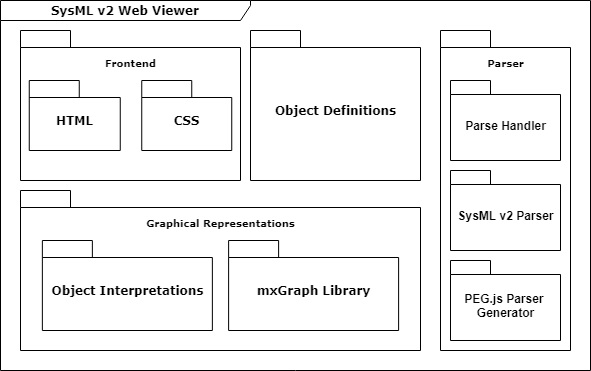 SysML v2 Web Viewer
Frontend
HTML
CSS
Object Definitions
Parser
Parse Handler
SysML v2 Parser
PEG.js Parser
Generator
Graphical Representations
Object Interpretations
mxGraph Library